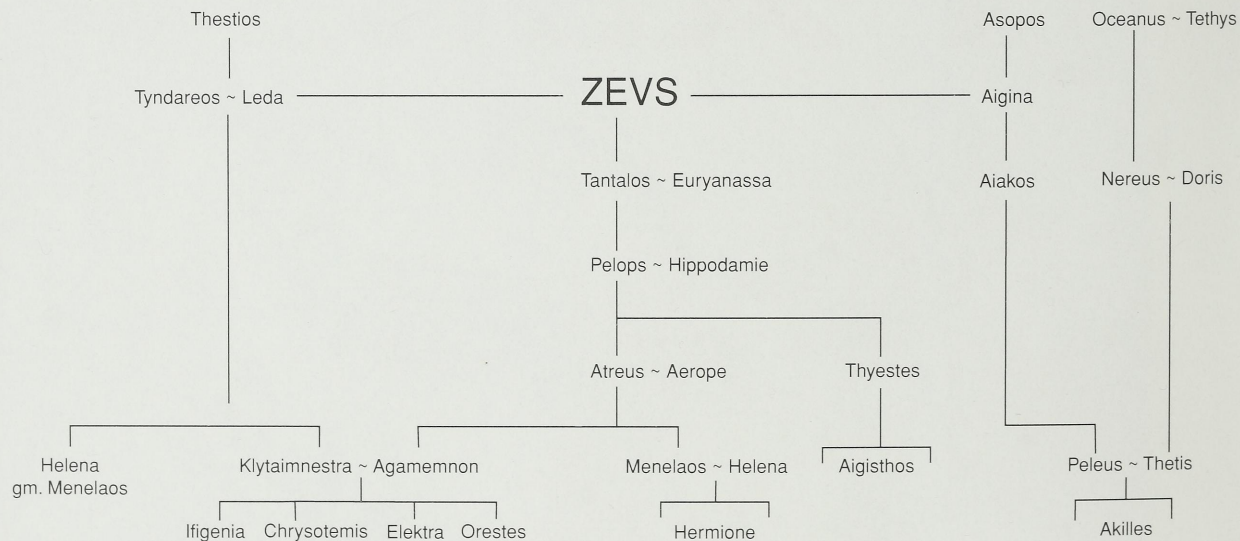 Thestios
Asopos
Oceanus ~ Tethys
Tyndareos ~ Leda
ZEVS
Aigina
Tantalos ~ Euryanassa
Aiakos
Nereus ~ Doris
Pelops ~ Hippodamie
Atreus ~ Aerope
Thyestes
Helena
gm. Menelaos
Klytaimnestra ~ Agamemnon
Menelaos ~ Helena
Aigisthos
Peleus ~ Thetis
Ifigenia
Chrysotemis
Elektra
Orestes
Hermione
Akilles